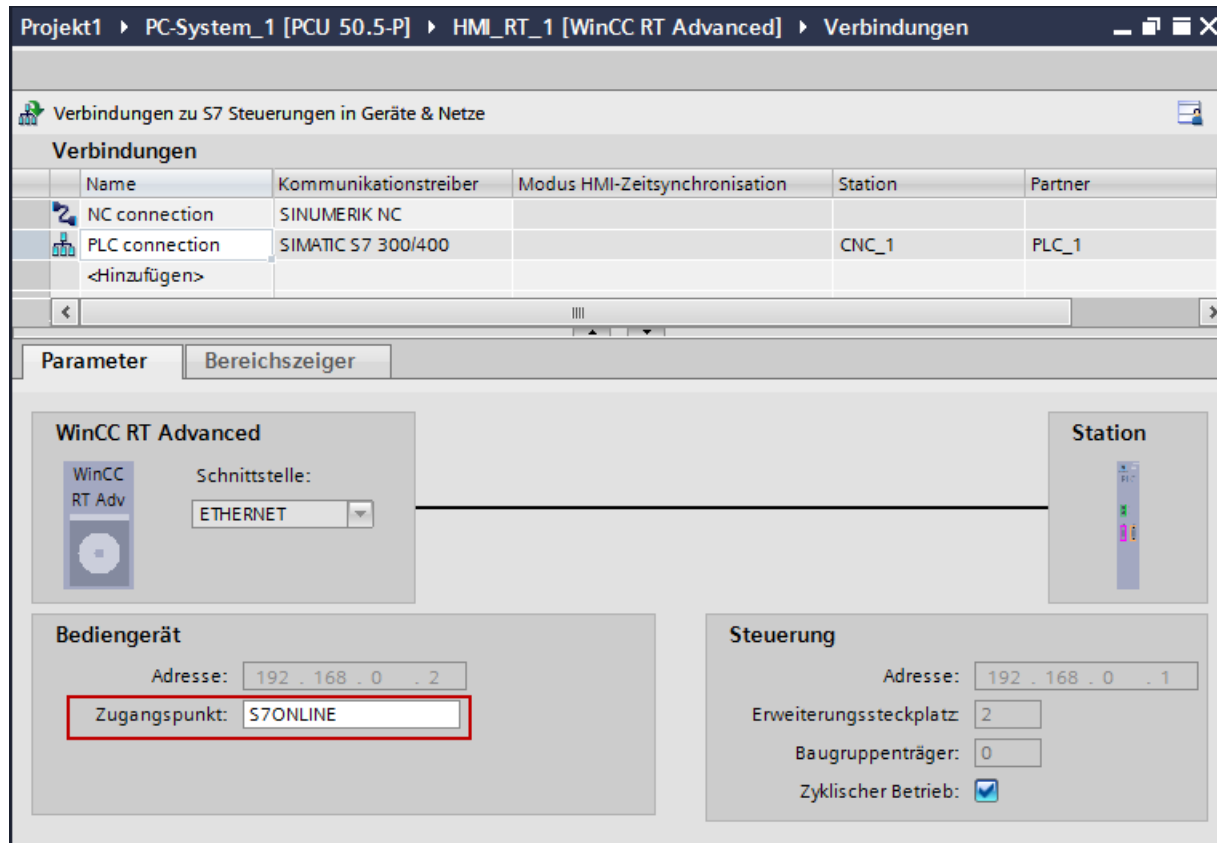 Projekt1 ▸ PC-System_1 [PCU 50.5-P] ▸ HMI_RT_1 [WinCC RT Advanced] ▸ Verbindungen
Verbindungen zu S7 Steuerungen in Geräte & Netze
Verbindungen
Name Kommunikationstreiber Modus HMI-Zeitsynchronisation Station Partner
NC connection SINUMERIK NC
PLC connection SIMATIC S7 300/400 CNC_1 PLC_1
<Hinzufügen>
Parameter Bereichszeiger
WinCC RT Advanced
WinCC
RT Adv
Schnittstelle:
ETHERNET
Station
Bediengerät
Adresse: 192 . 168 . 0 . 2
Zugangspunkt: S7ONLINE
Steuerung
Adresse: 192 . 168 . 0 . 1
Erweiterungssteckplatz: 2
Baugruppenträger: 0
Zyklischer Betrieb: